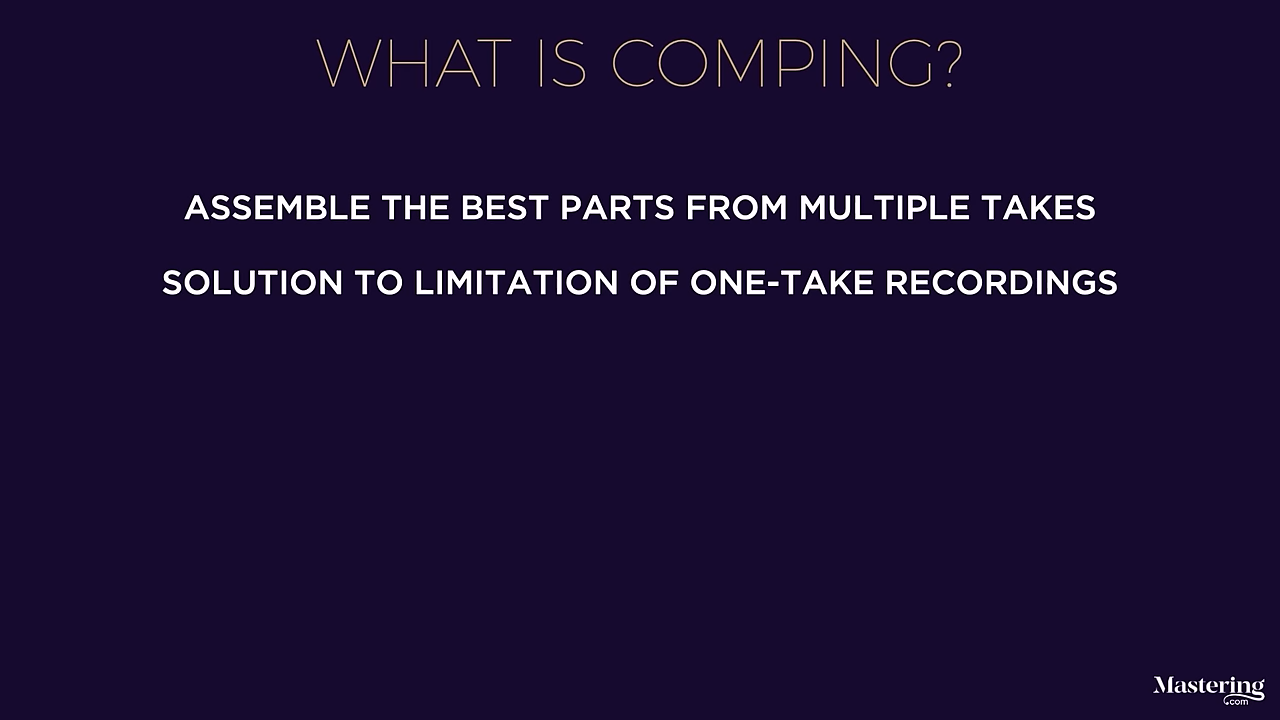 WHAT IS COMPING?
ASSEMBLE THE BEST PARTS FROM MULTIPLE TAKES
SOLUTION TO LIMITATION OF ONE-TAKE RECORDINGS
Mastering
.com